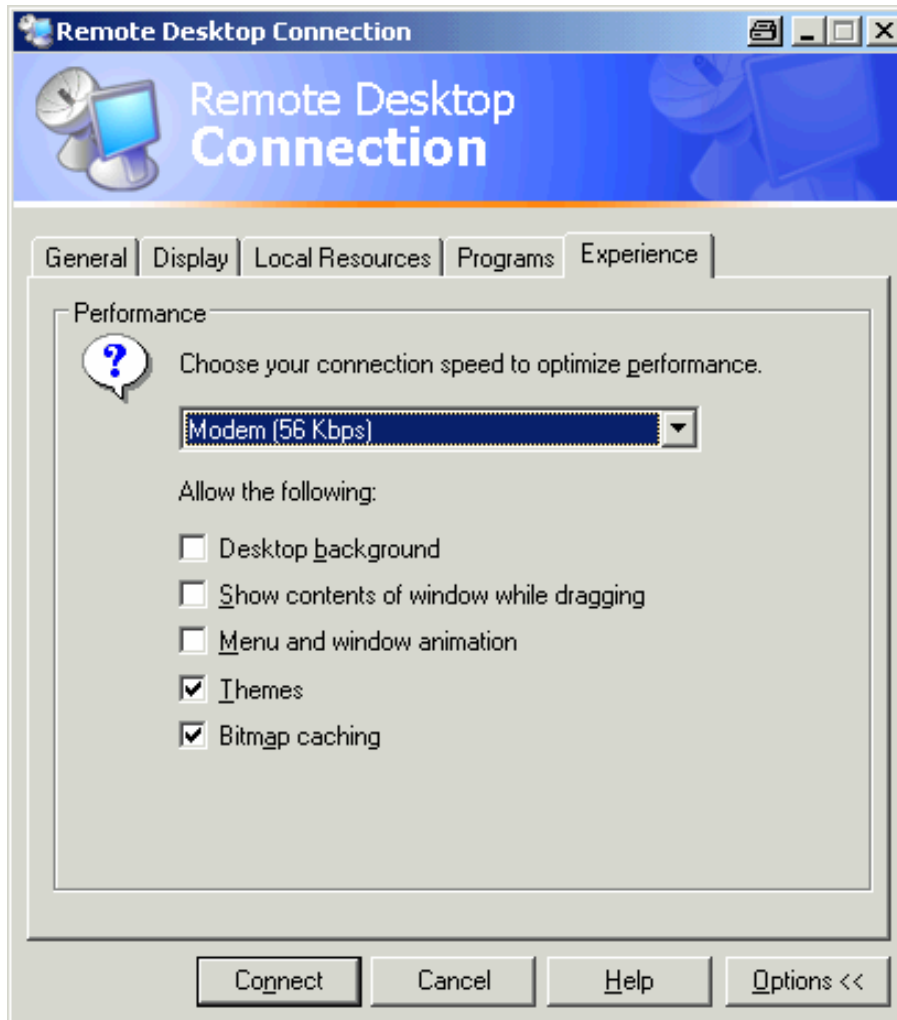 Remote Desktop Connection
Remote Desktop
Connection
General Display Local Resources Programs Experience
Performance
?
Choose your connection speed to optimize performance.
Modem (56 Kbps)
Allow the following:
Desktop background
Show contents of window while dragging
Menu and window animation
Themes
Bitmap caching
Connect Cancel Help Options <<